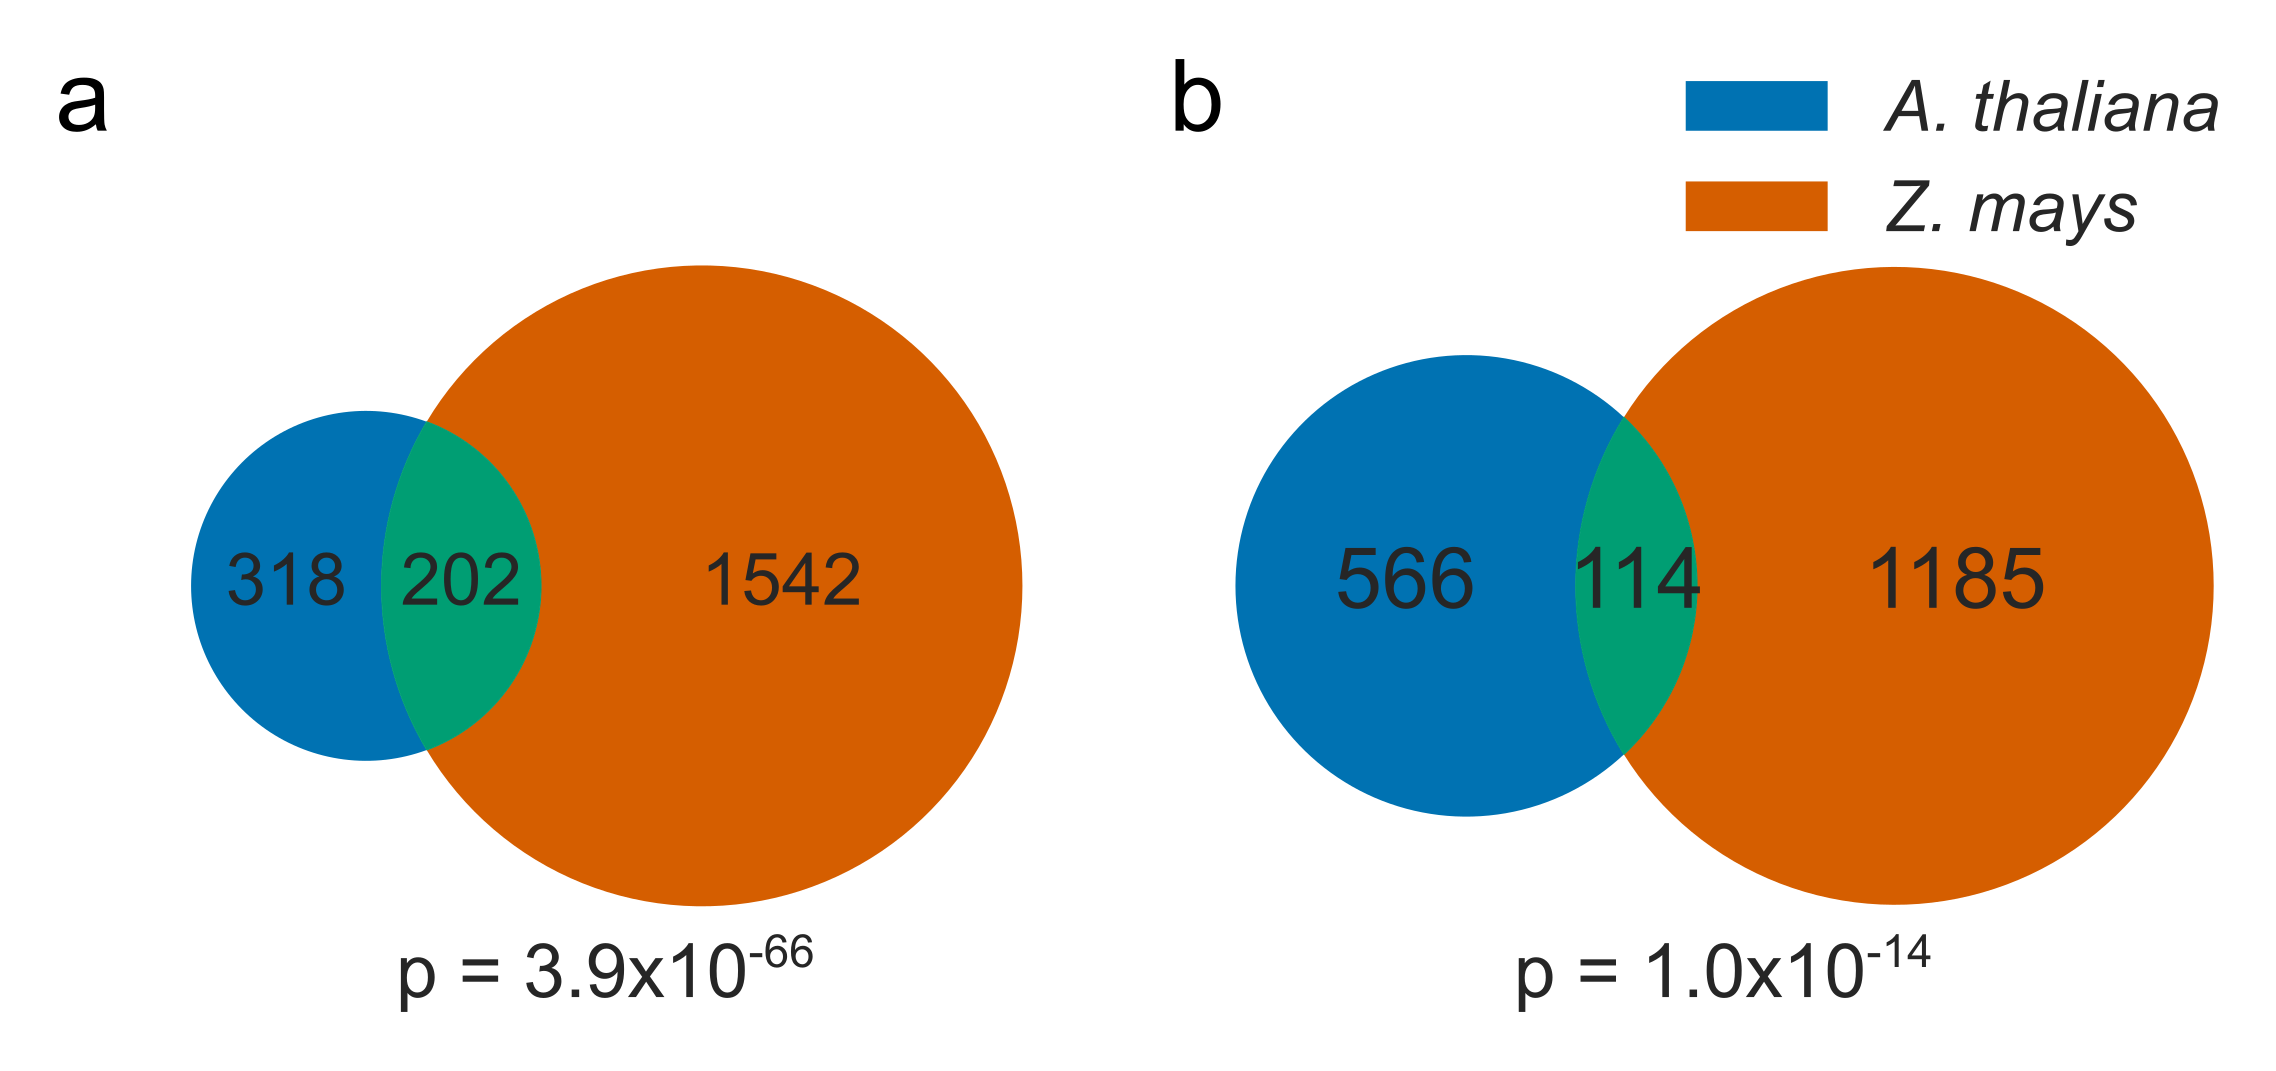 a
b
A. thaliana
Z. mays
318 202 1542
566 114 1185
p = 3.9x10⁻⁶⁶
p = 1.0x10⁻¹⁴